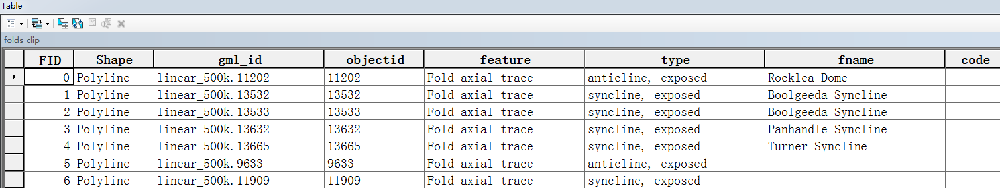 Table
folds_clip
FID Shape gml_id objectid feature type fname code
0 Polyline linear_500k.11202 11202 Fold axial trace anticline, exposed Rocklea Dome
1 Polyline linear_500k.13532 13532 Fold axial trace syncline, exposed Boolgeeda Syncline
2 Polyline linear_500k.13533 13533 Fold axial trace syncline, exposed Boolgeeda Syncline
3 Polyline linear_500k.13632 13632 Fold axial trace syncline, exposed Panhandle Syncline
4 Polyline linear_500k.13665 13665 Fold axial trace syncline, exposed Turner Syncline
5 Polyline linear_500k.9633 9633 Fold axial trace anticline, exposed
6 Polyline linear_500k.11909 11909 Fold axial trace syncline, exposed